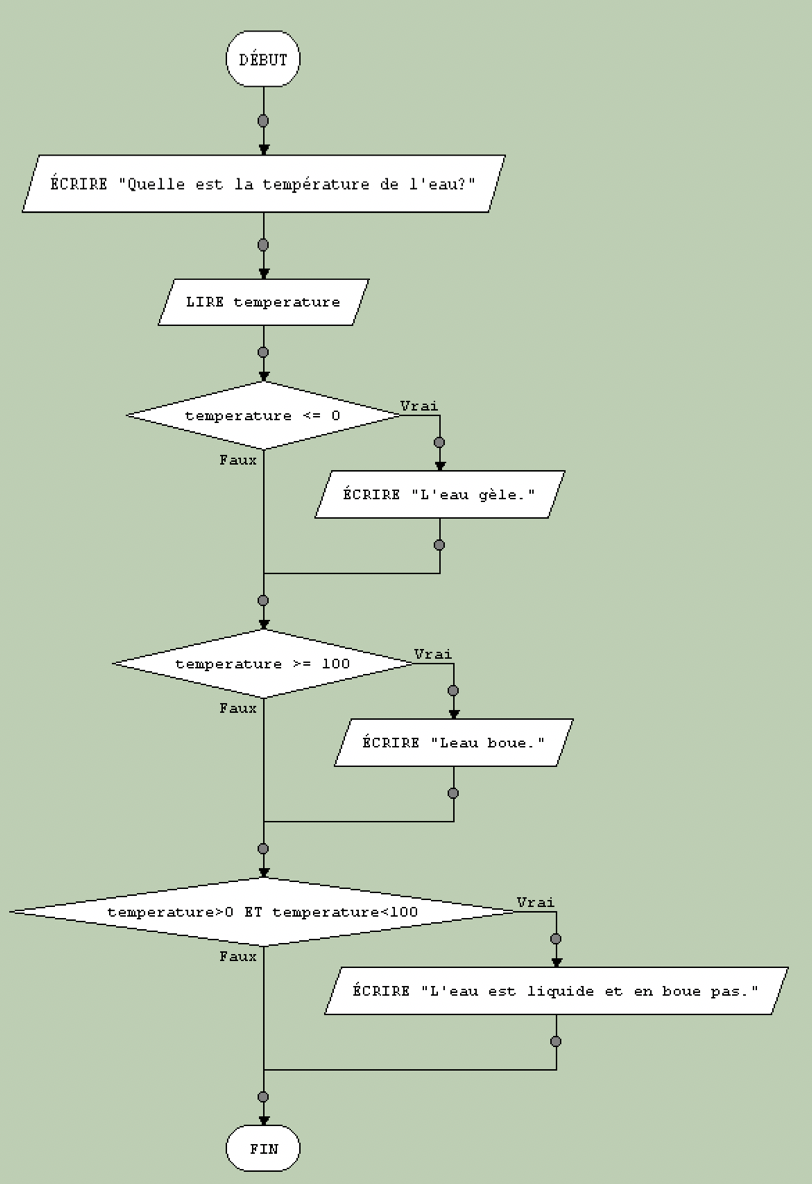 DÉBUT
ÉCRIRE "Quelle est la température de l'eau?"
LIRE temperature
temperature <= 0
Vrai
Faux
ÉCRIRE "L'eau gèle."
temperature >= 100
Vrai
Faux
ÉCRIRE "Leau boue."
temperature>0 ET temperature<100
Vrai
Faux
ÉCRIRE "L'eau est liquide et en boue pas."
FIN